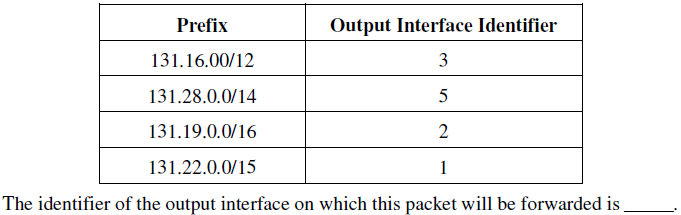 Prefix Output Interface Identifier
131.16.00/12 3
131.28.0.0/14 5
131.19.0.0/16 2
131.22.0.0/15 1
The identifier of the output interface on which this packet will be forwarded is _____.